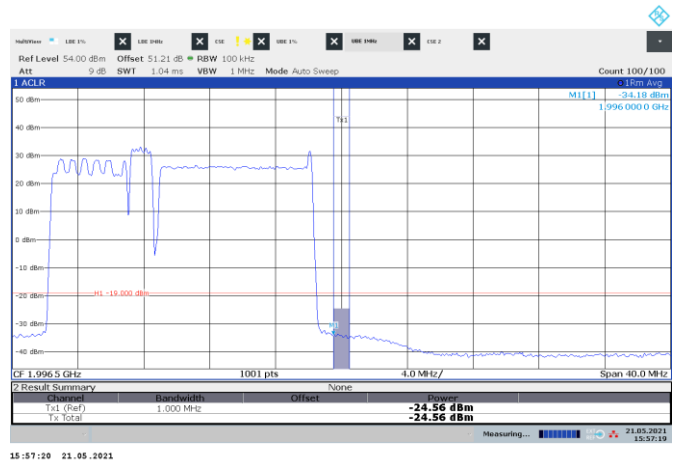 MultiView LBE 1% LBE 1MHz CSE UBE 1% UBE 1MHz CSE 2
Ref Level 54.00 dBm Offset 51.21 dB RBW 100 kHz
Att 9 dB SWT 1.04 ms VBW 1 MHz Mode Auto Sweep Count 100/100
1 ACLR 1Rm Avg
M1[1] -34.18 dBm
1.9960000 GHz
50 dBm
Tx1
40 dBm
30 dBm
20 dBm
10 dBm
0 dBm
-10 dBm
H1 -19.000 dBm
-20 dBm
-30 dBm
M1
-40 dBm
CF 1.9965 GHz 1001 pts 4.0 MHz/ Span 40.0 MHz
2 Result Summary None
Channel Bandwidth Offset Power
Tx1 (Ref) 1.000 MHz -24.56 dBm
Tx Total -24.56 dBm
Measuring... 21.05.2021
15:57:19
15:57:20 21.05.2021